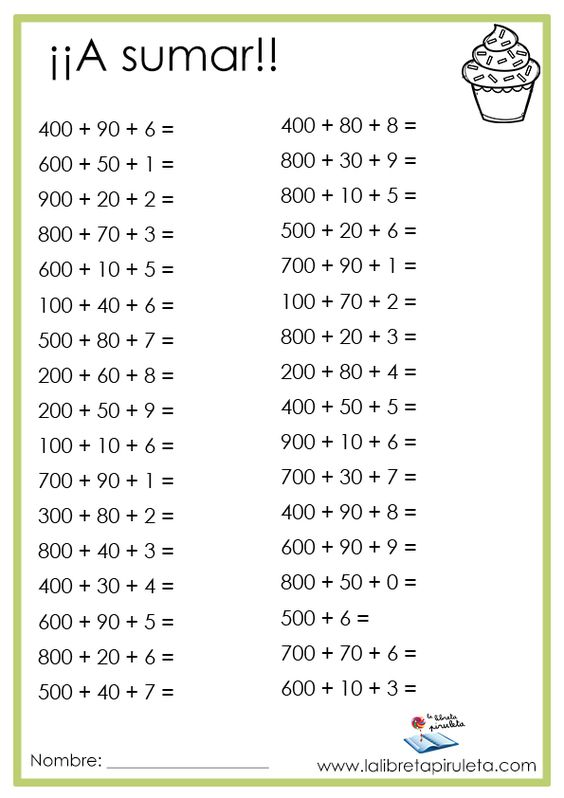 ¡¡A sumar!!
400 + 90 + 6 =
600 + 50 + 1 =
900 + 20 + 2 =
800 + 70 + 3 =
600 + 10 + 5 =
100 + 40 + 6 =
500 + 80 + 7 =
200 + 60 + 8 =
200 + 50 + 9 =
100 + 10 + 6 =
700 + 90 + 1 =
300 + 80 + 2 =
800 + 40 + 3 =
400 + 30 + 4 =
600 + 90 + 5 =
800 + 20 + 6 =
500 + 40 + 7 =
400 + 80 + 8 =
800 + 30 + 9 =
800 + 10 + 5 =
500 + 20 + 6 =
700 + 90 + 1 =
100 + 70 + 2 =
800 + 20 + 3 =
200 + 80 + 4 =
400 + 50 + 5 =
900 + 10 + 6 =
700 + 30 + 7 =
400 + 90 + 8 =
600 + 90 + 9 =
800 + 50 + 0 =
500 + 6 =
700 + 70 + 6 =
600 + 10 + 3 =
la libreta
piruleta
Nombre: ________________
www.lalibretapiruleta.com